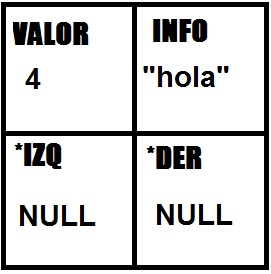 VALOR
4
INFO
"hola"
*IZQ
NULL
*DER
NULL